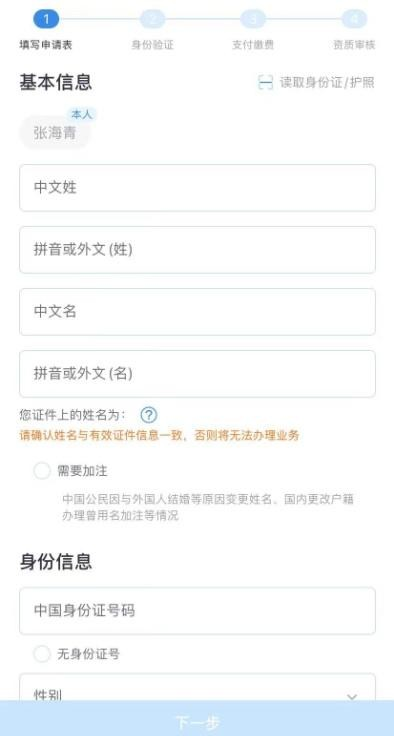 1
2
3
4
填写申请表
身份验证
支付缴费
资质审核
基本信息
读取身份证/护照
本人
张海青
中文姓
拼音或外文(姓)
中文名
拼音或外文(名)
您证件上的姓名为： ?
请确认姓名与有效证件信息一致，否则将无法办理业务
需要加注
中国公民因与外国人结婚等原因变更姓名、国内更改户籍
办理曾用名加注等情况
身份信息
中国身份证号码
无身份证号
性别
下一步